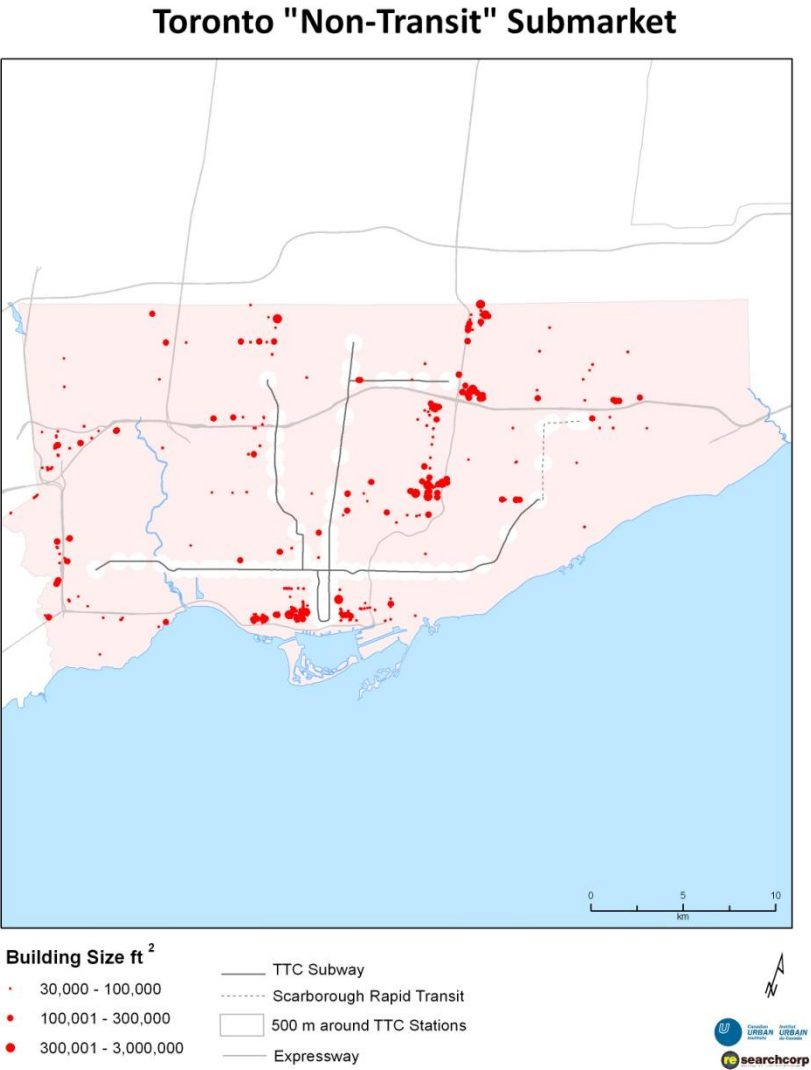 Toronto "Non-Transit" Submarket
0 5 10
km
Building Size ft 2
30,000 - 100,000
100,001 - 300,000
300,001 - 3,000,000
TTC Subway
Scarborough Rapid Transit
500 m around TTC Stations
Expressway
N
U
Canadian URBAN Institute
Institut URBAIN du Canada
re searchcorp